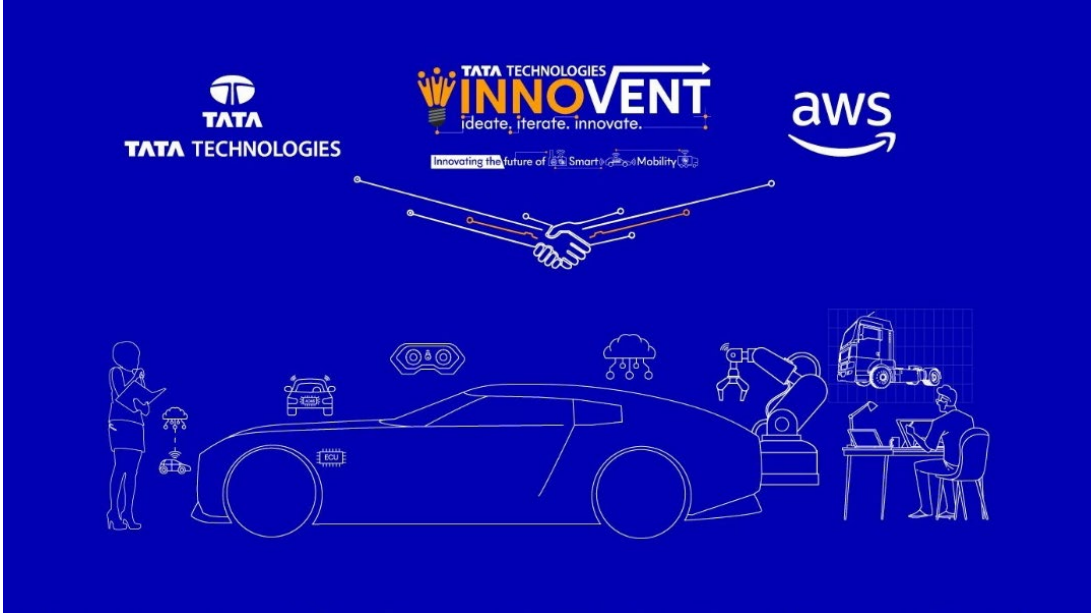 TATA
TATA TECHNOLOGIES
TATA TECHNOLOGIES
INNOVENT
ideate. iterate. innovate.
Innovating the future of Smart Mobility
aws
ECU